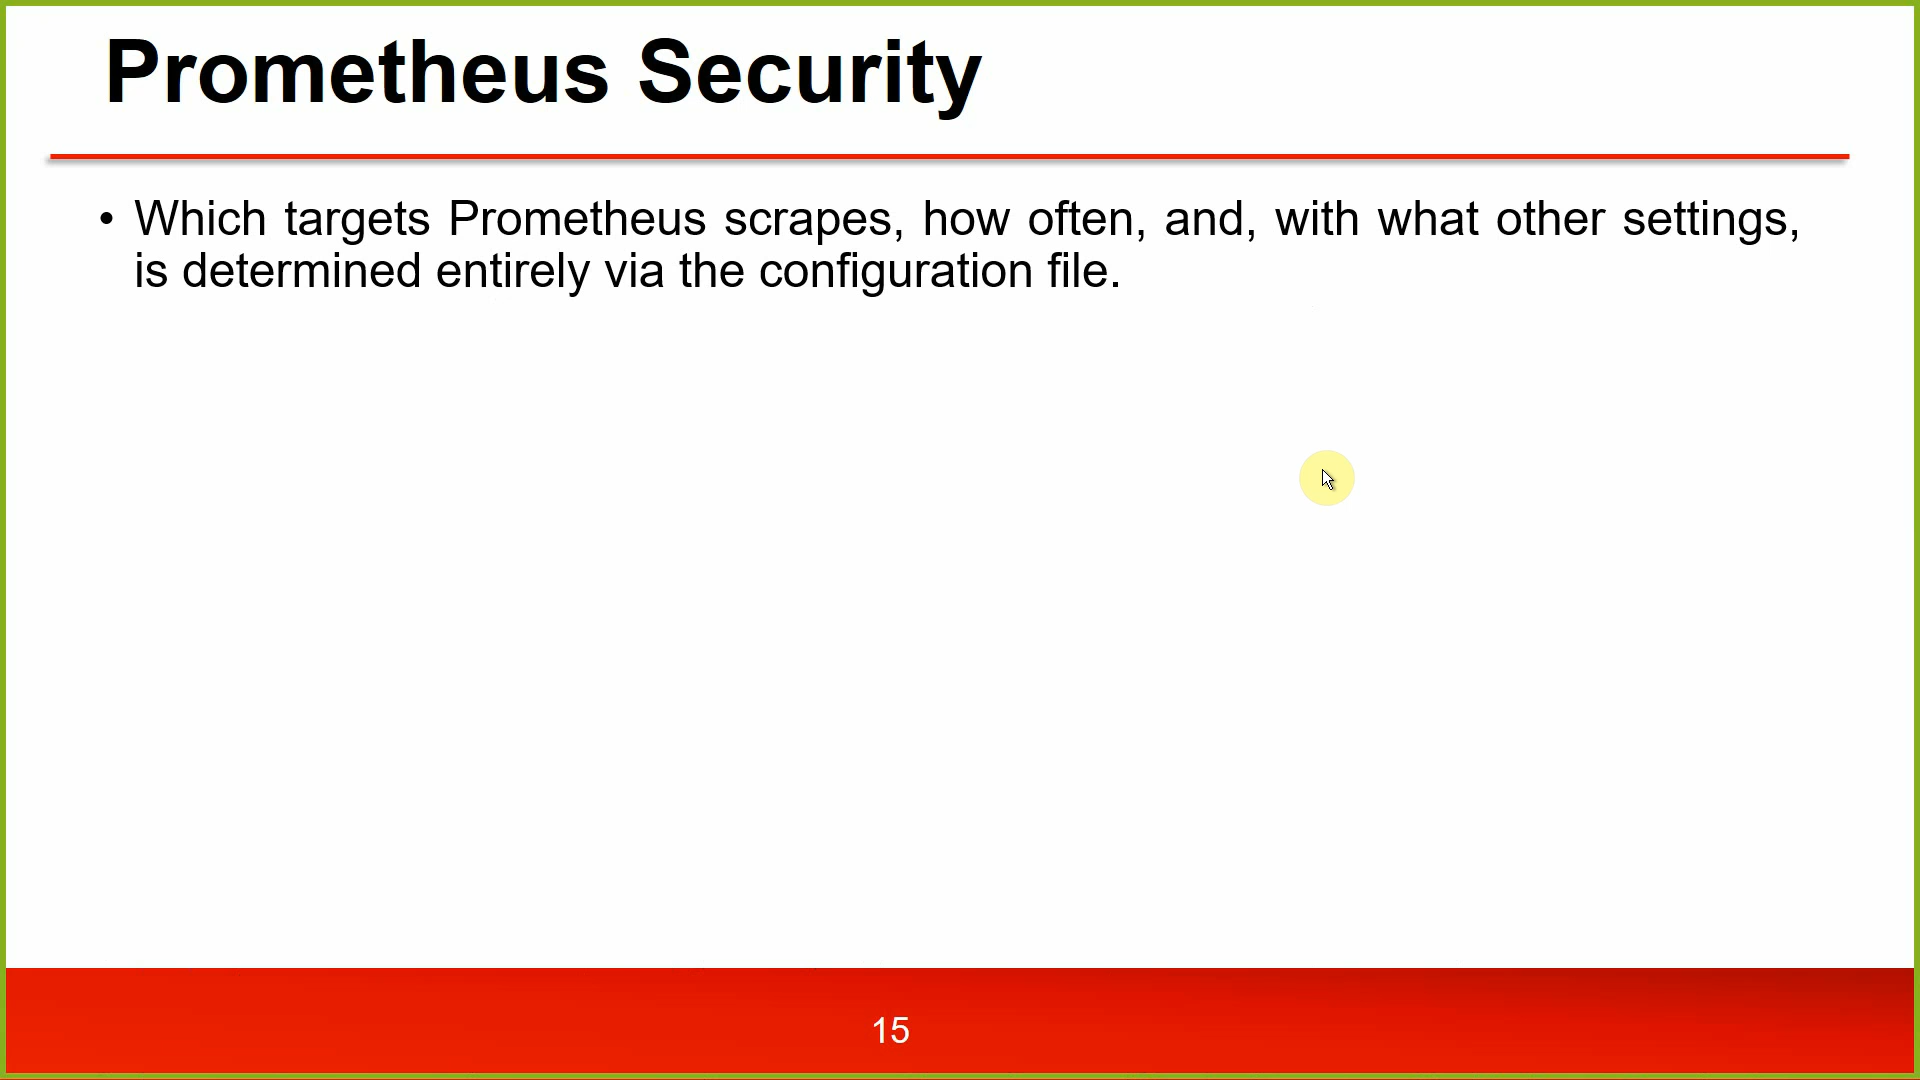 Prometheus Security
• Which targets Prometheus scrapes, how often, and, with what other settings,
is determined entirely via the configuration file.
15